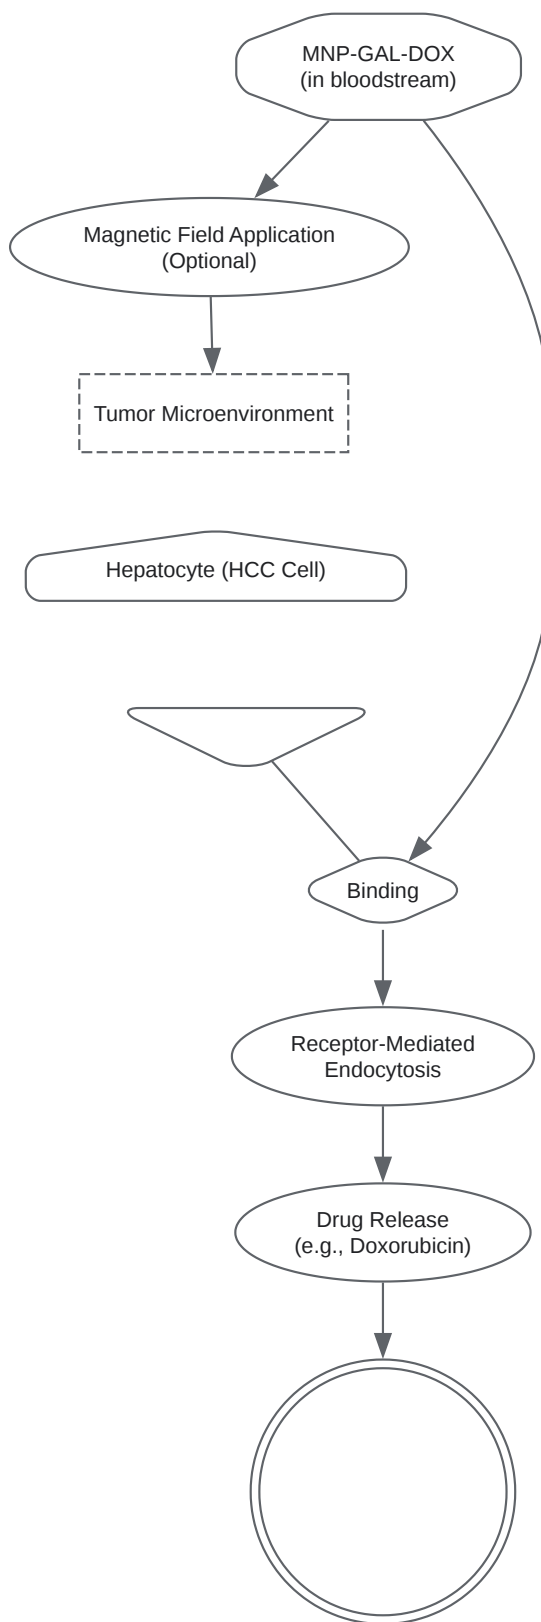 MNP-GAL-DOX
(in bloodstream)
Magnetic Field Application
(Optional)
Tumor Microenvironment
Hepatocyte (HCC Cell)
Binding
Receptor-Mediated
Endocytosis
Drug Release
(e.g., Doxorubicin)